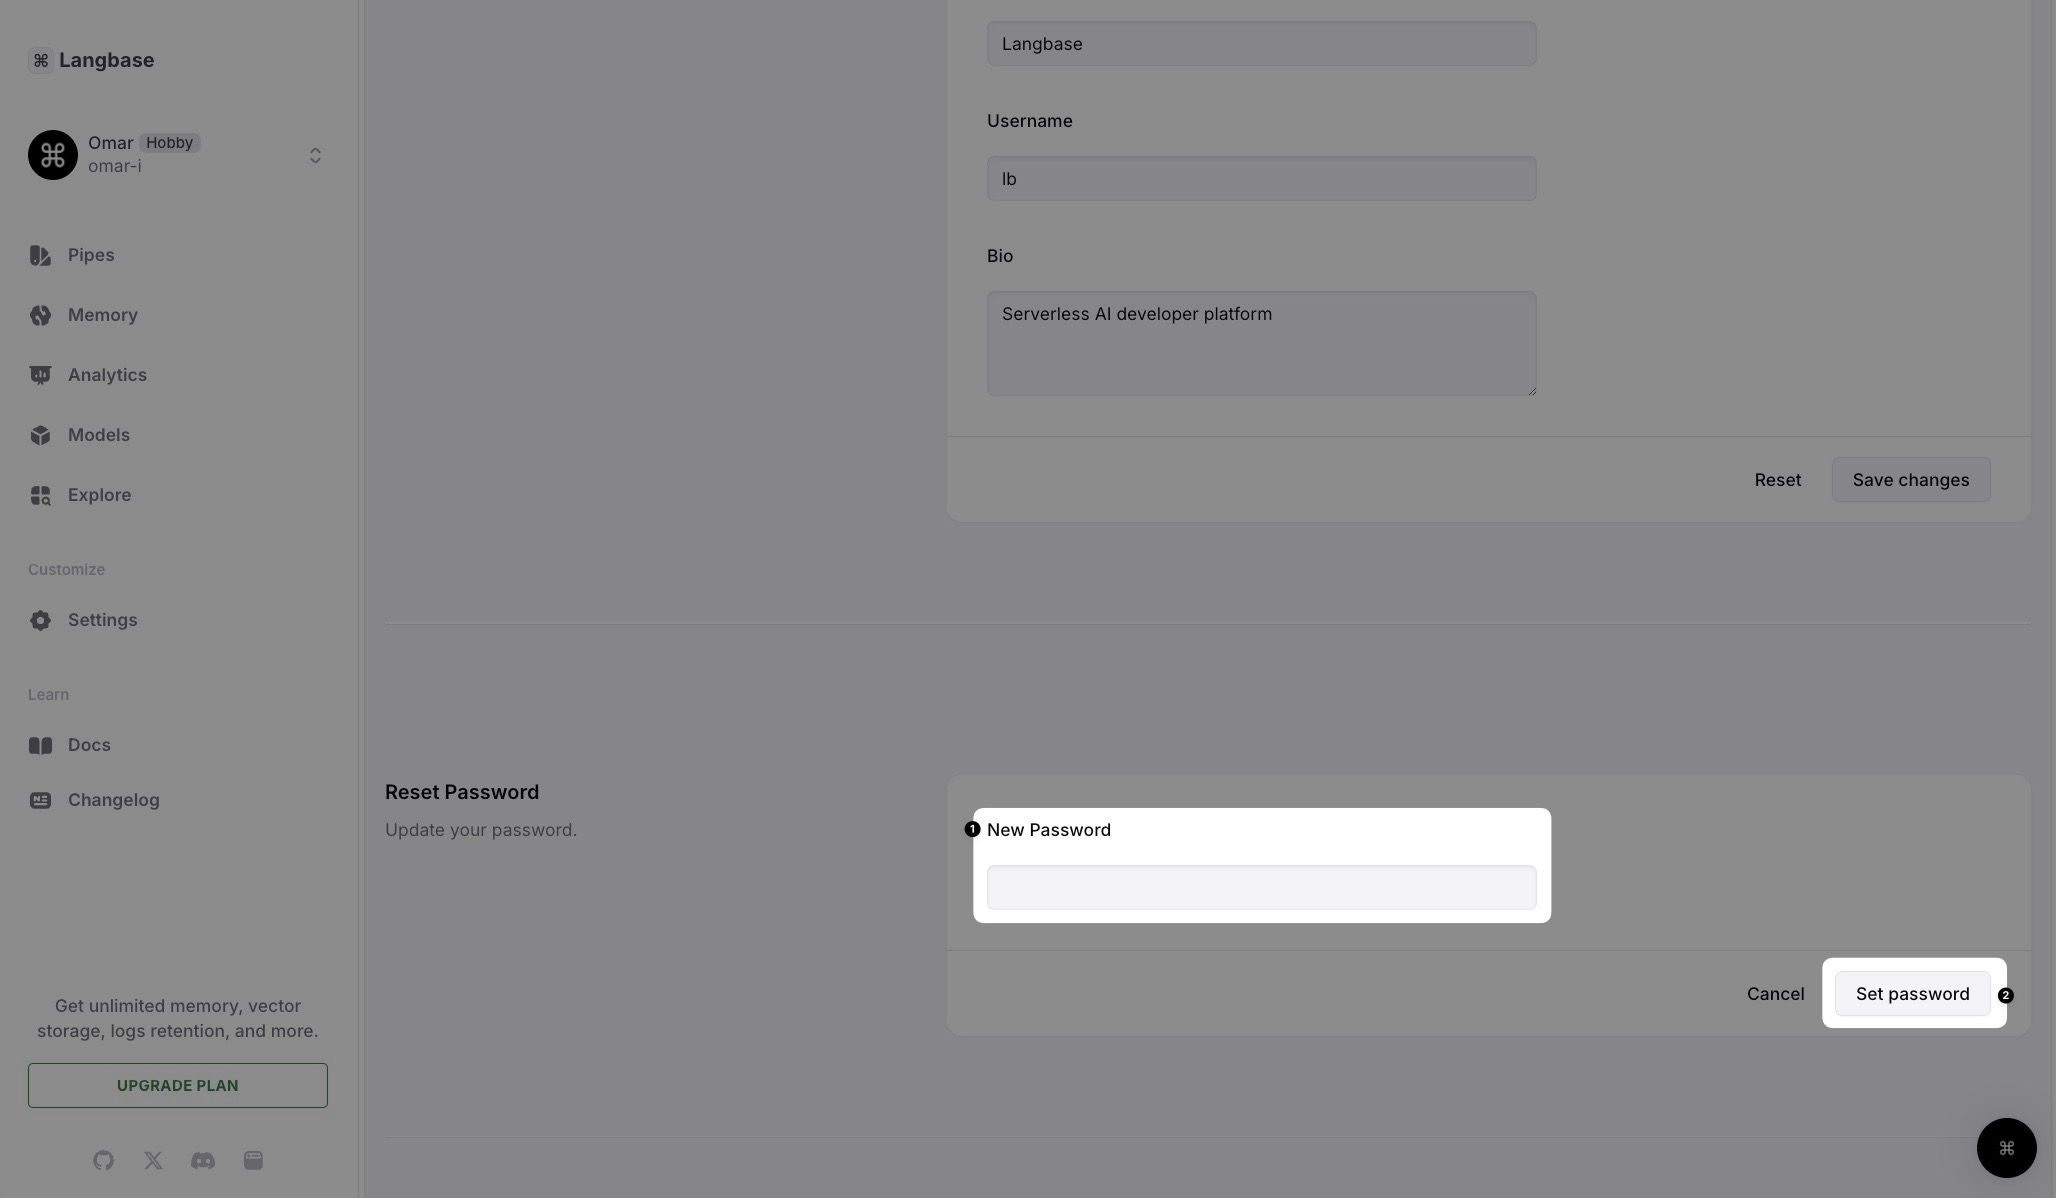 ⌘ Langbase
Omar Hobby
omar-i
Pipes
Memory
Analytics
Models
Explore
Customize
Settings
Learn
Docs
Changelog
Get unlimited memory, vector
storage, logs retention, and more.
UPGRADE PLAN
Langbase
Username
lb
Bio
Serverless AI developer platform
Reset Save changes
Reset Password
Update your password.
1 New Password
Cancel Set password 2